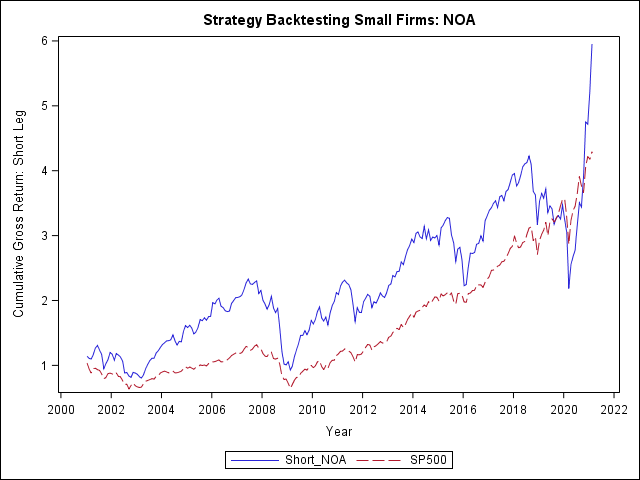 Strategy Backtesting Small Firms: NOA
Cumulative Gross Return: Short Leg
6
5
4
3
2
1
2000 2002 2004 2006 2008 2010 2012 2014 2016 2018 2020 2022
Year
Short_NOA SP500